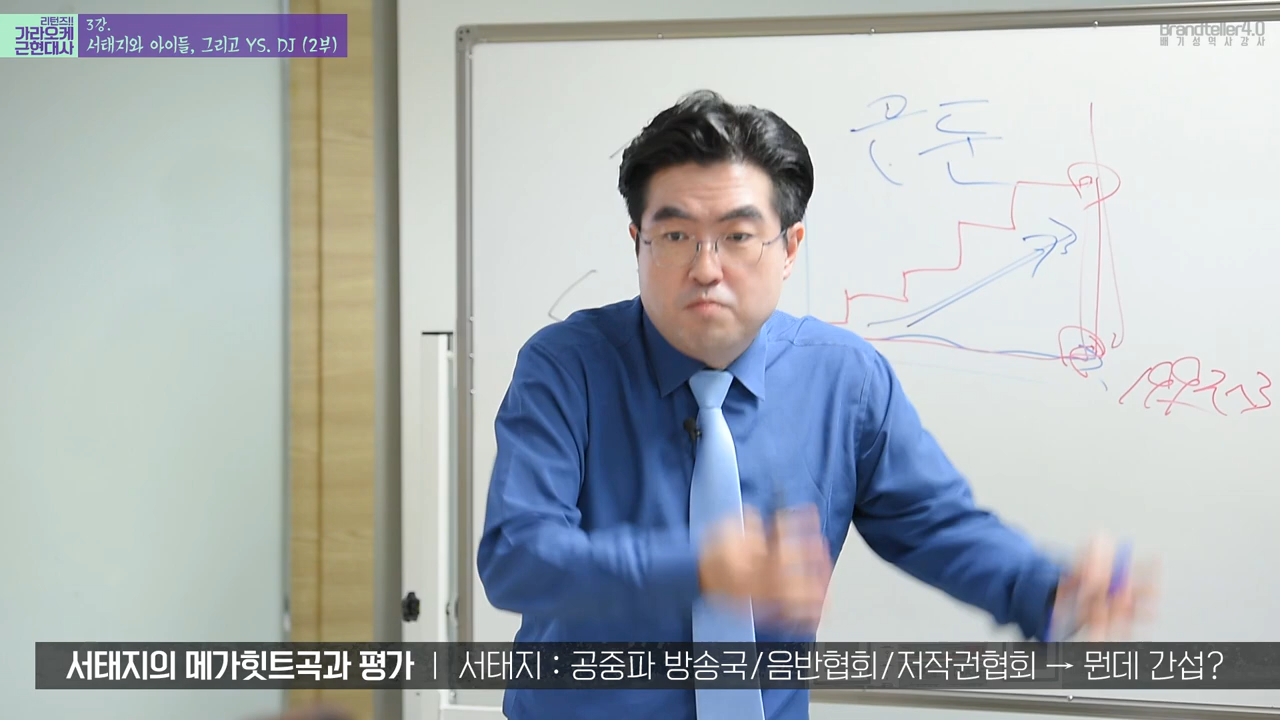 리턴즈!!
가라오케
근현대사
3강.
서태지와 아이들, 그리고 YS. DJ (2부)
Brandteller4.0
배기성역사강사
서태지의 메가힛트곡과 평가 | 서태지 : 공중파 방송국/음반협회/저작권협회 → 뭔데 간섭?